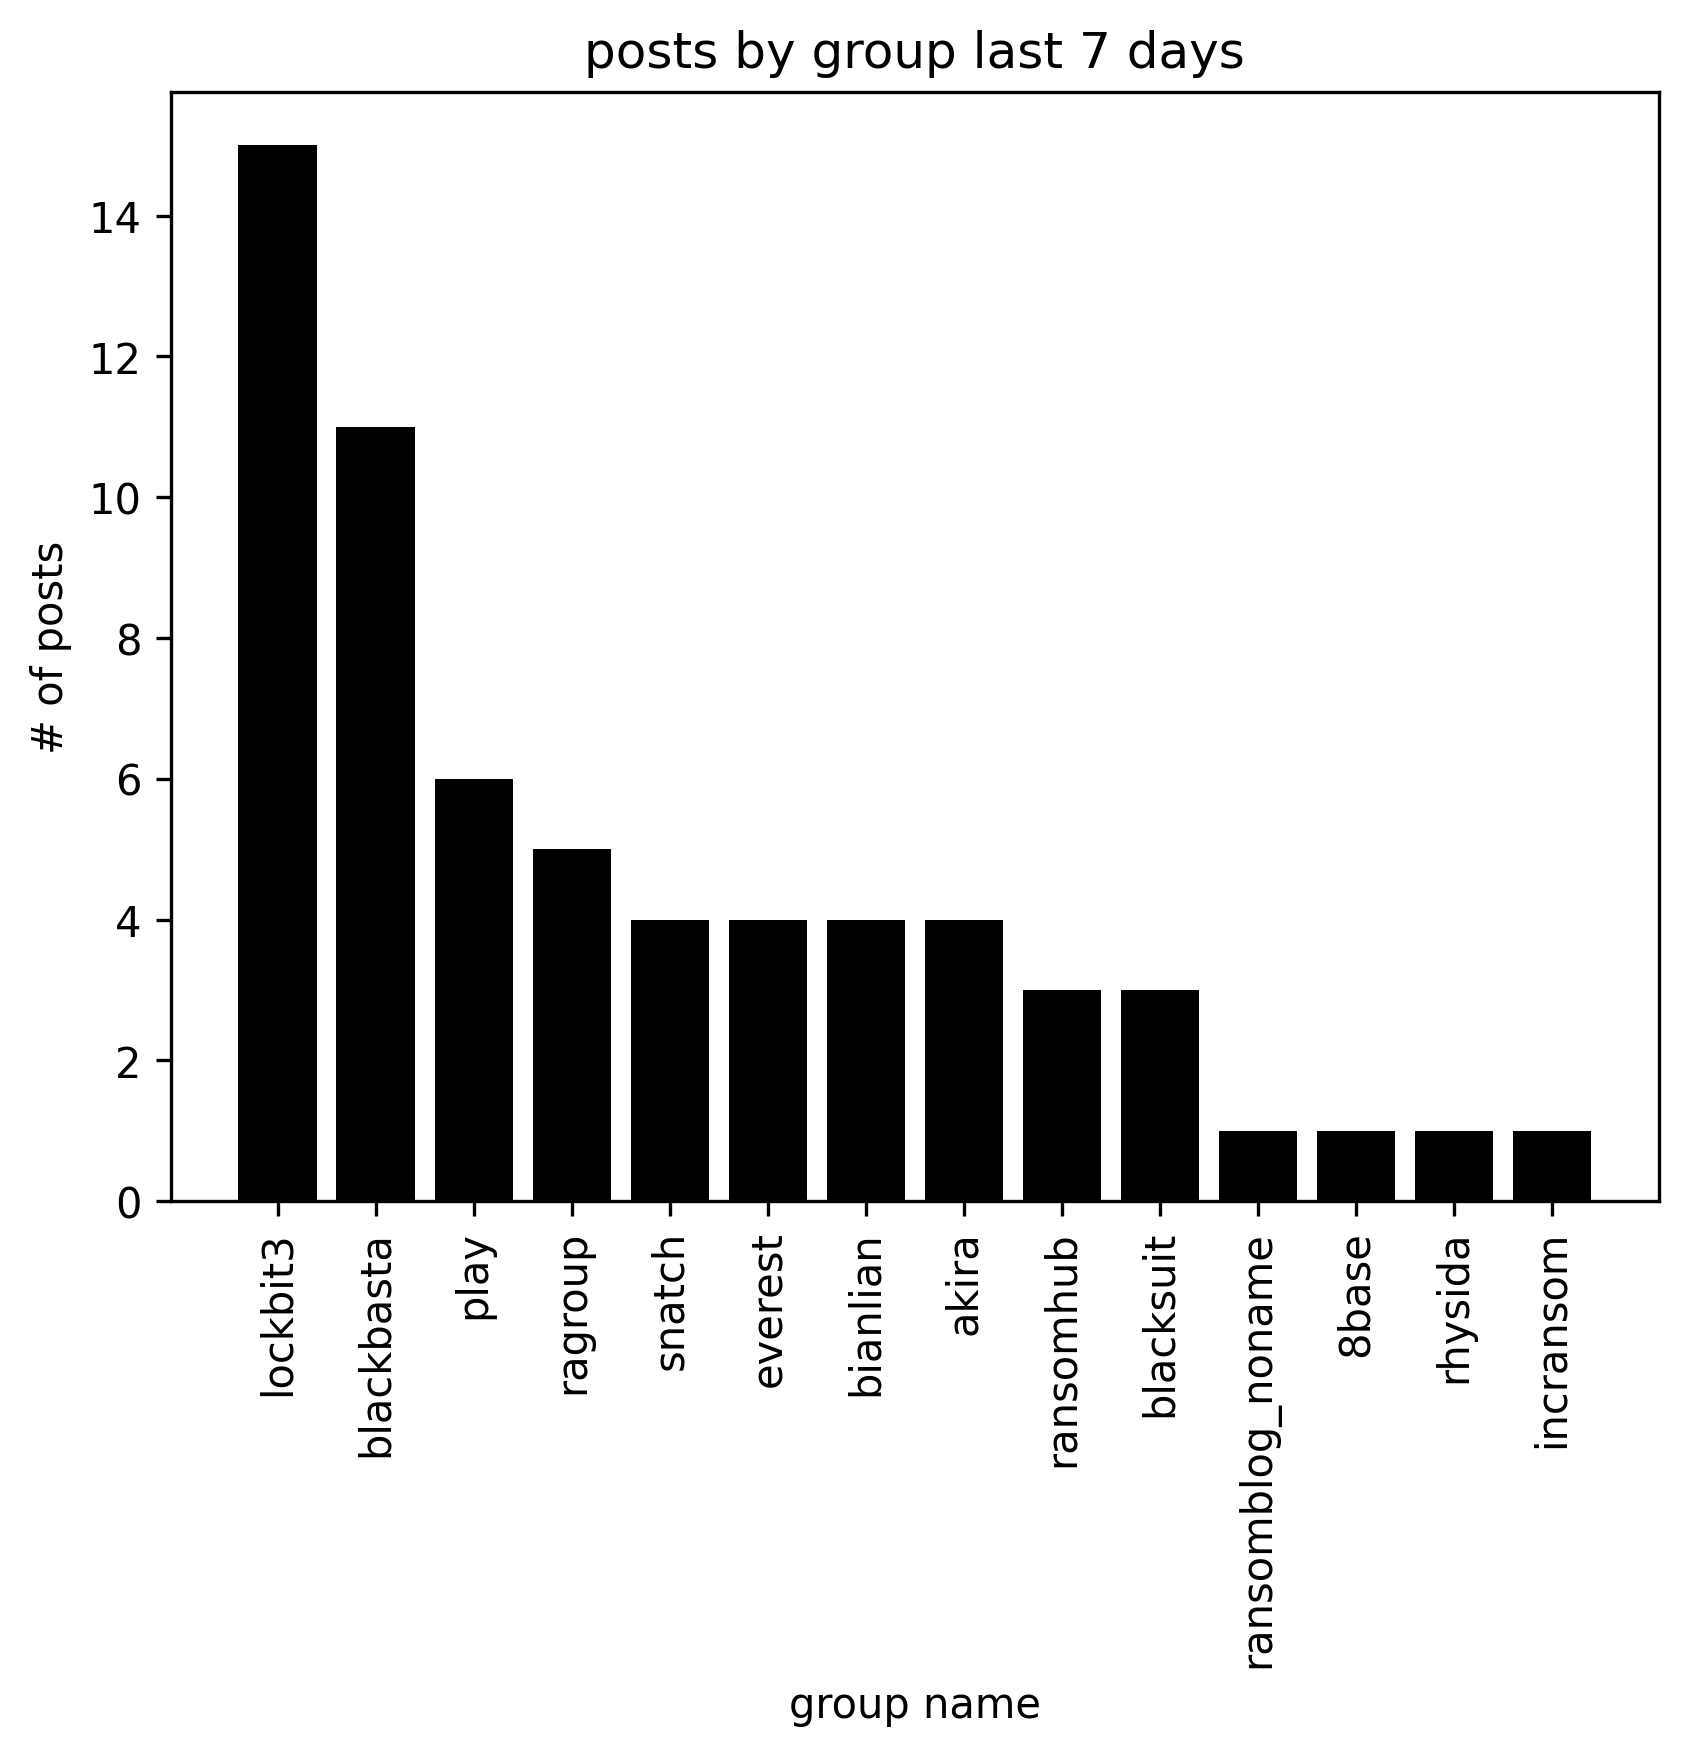 posts by group last 7 days
# of posts
14
12
10
8
6
4
2
0
lockbit3
blackbasta
play
ragroup
snatch
everest
bianlian
akira
ransomhub
blacksuit
ransomblog_noname
8base
rhysida
incransom
group name